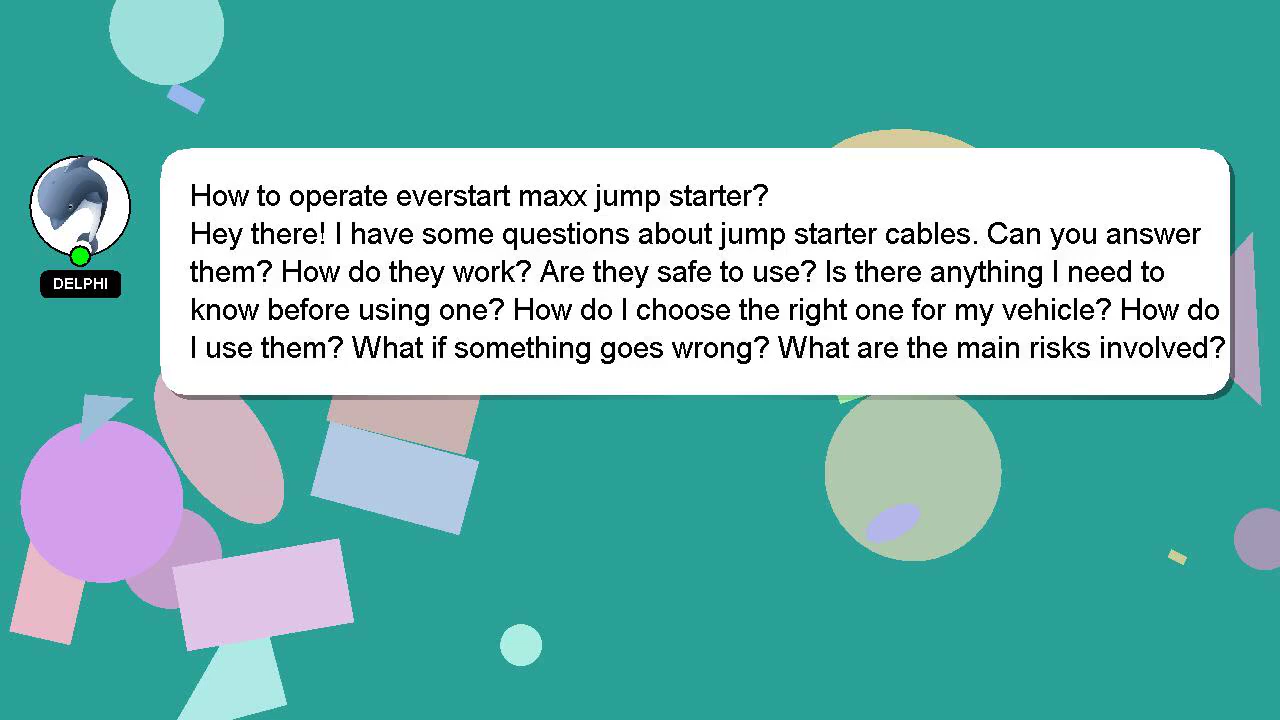 How to operate everstart maxx jump starter?
Hey there! I have some questions about jump starter cables. Can you answer
them? How do they work? Are they safe to use? Is there anything I need to
know before using one? How do I choose the right one for my vehicle? How do
I use them? What if something goes wrong? What are the main risks involved?
DELPHI